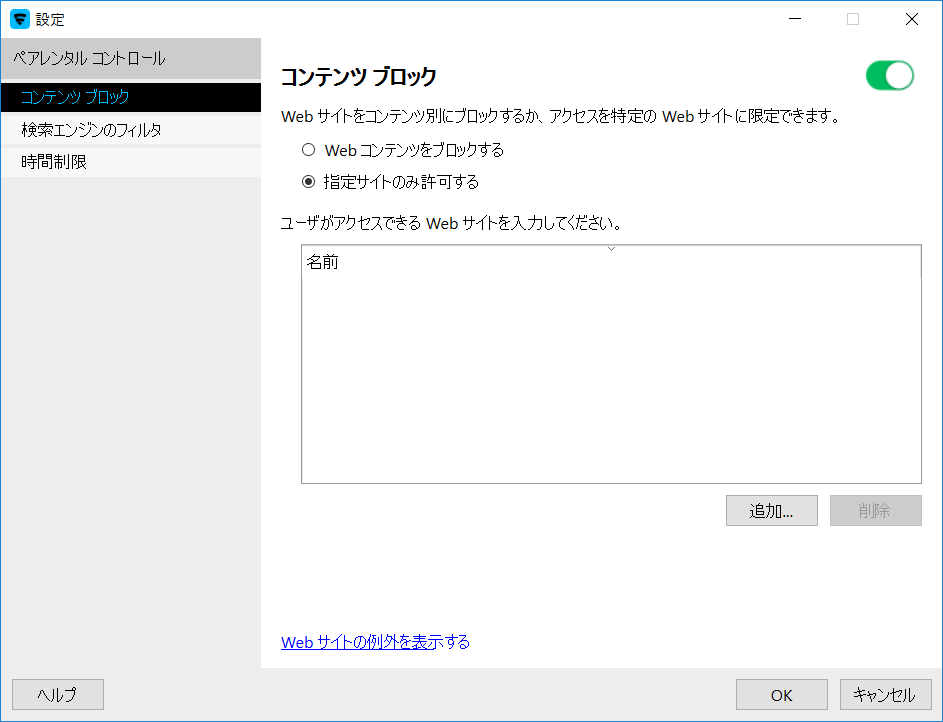 設定
ペアレンタル コントロール
コンテンツ ブロック
検索エンジンのフィルタ
時間制限
コンテンツ ブロック
Web サイトをコンテンツ別にブロックするか、アクセスを特定の Web サイトに限定できます。
Web コンテンツをブロックする
指定サイトのみ許可する
ユーザがアクセスできる Web サイトを入力してください。
名前
追加...
削除
Web サイトの例外を表示する
ヘルプ
OK
キャンセル